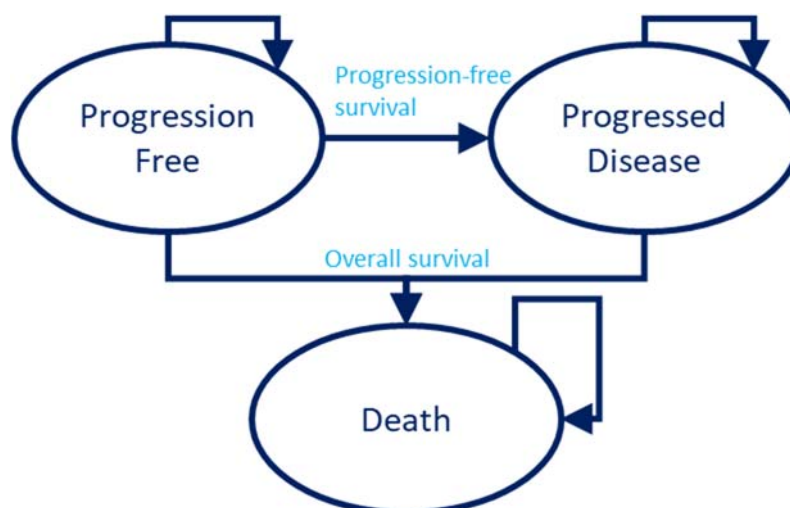 Progression
Free
Progression-free
survival
Progressed
Disease
Overall survival
Death